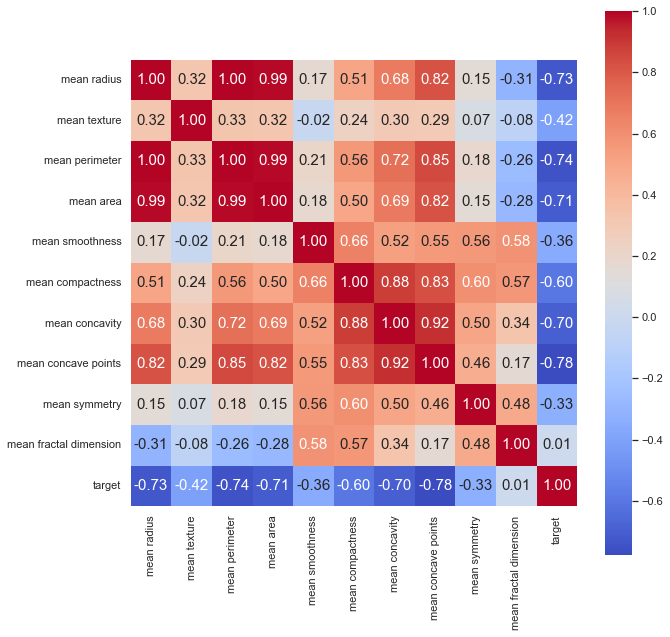 1.0
mean radius 1.00 0.32 1.00 0.99 0.17 0.51 0.68 0.82 0.15 -0.31 -0.73
0.8
mean texture 0.32 1.00 0.33 0.32 -0.02 0.24 0.30 0.29 0.07 -0.08 -0.42
mean perimeter 1.00 0.33 1.00 0.99 0.21 0.56 0.72 0.85 0.18 -0.26 -0.74
0.6
mean area 0.99 0.32 0.99 1.00 0.18 0.50 0.69 0.82 0.15 -0.28 -0.71
0.4
mean smoothness 0.17 -0.02 0.21 0.18 1.00 0.66 0.52 0.55 0.56 0.58 -0.36
0.2
mean compactness 0.51 0.24 0.56 0.50 0.66 1.00 0.88 0.83 0.60 0.57 -0.60
0.0
mean concavity 0.68 0.30 0.72 0.69 0.52 0.88 1.00 0.92 0.50 0.34 -0.70
mean concave points 0.82 0.29 0.85 0.82 0.55 0.83 0.92 1.00 0.46 0.17 -0.78
-0.2
mean symmetry 0.15 0.07 0.18 0.15 0.56 0.60 0.50 0.46 1.00 0.48 -0.33
-0.4
mean fractal dimension -0.31 -0.08 -0.26 -0.28 0.58 0.57 0.34 0.17 0.48 1.00 0.01
target -0.73 -0.42 -0.74 -0.71 -0.36 -0.60 -0.70 -0.78 -0.33 0.01 1.00
-0.6
mean radius
mean texture
mean perimeter
mean area
mean smoothness
mean compactness
mean concavity
mean concave points
mean symmetry
mean fractal dimension
target